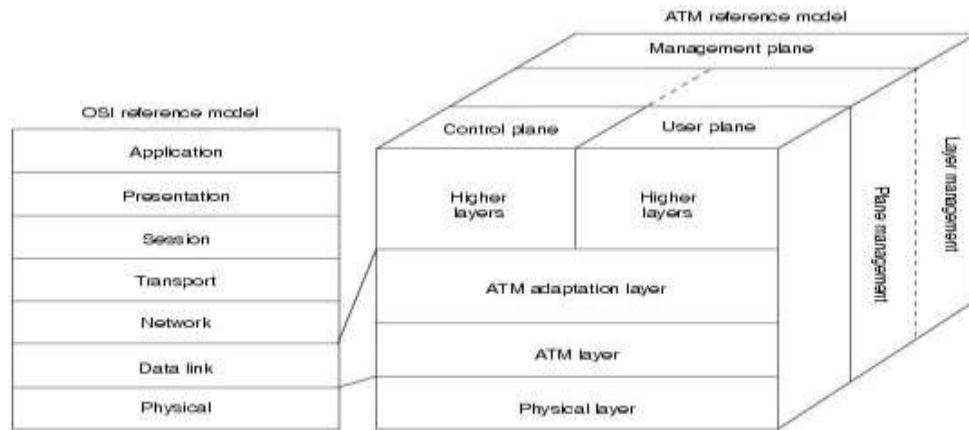 ATM reference model
Management plane
OSI reference model
Control plane
User plane
Application
Presentation
Session
Transport
Network
Data link
Physical
Higher
layers
Higher
layers
ATM adaptation layer
ATM layer
Physical layer
Plane management
Layer management